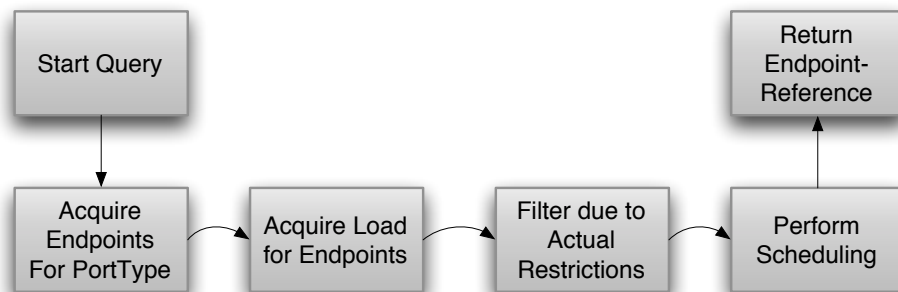 Start Query
Return
Endpoint-
Reference
Acquire
Endpoints
For PortType
Acquire Load
for Endpoints
Filter due to
Actual
Restrictions
Perform
Scheduling